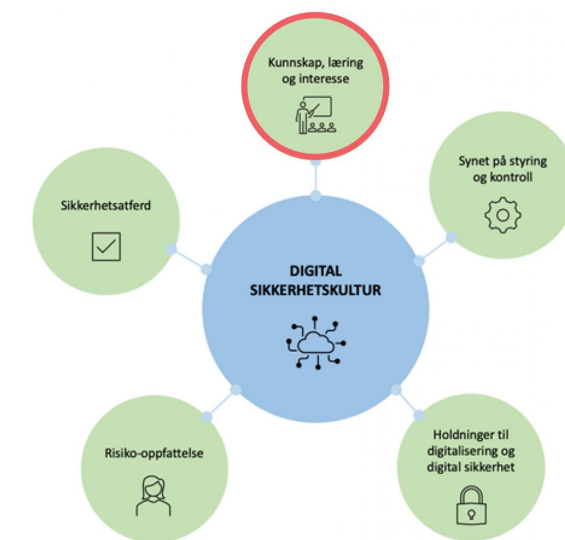 Kunnskap, læring
og interesse
Synet på styring
og kontroll
Sikkerhetsatferd
DIGITAL
SIKKERHETSKULTUR
Risiko-oppfattelse
Holdninger til
digitalisering og
digital sikkerhet